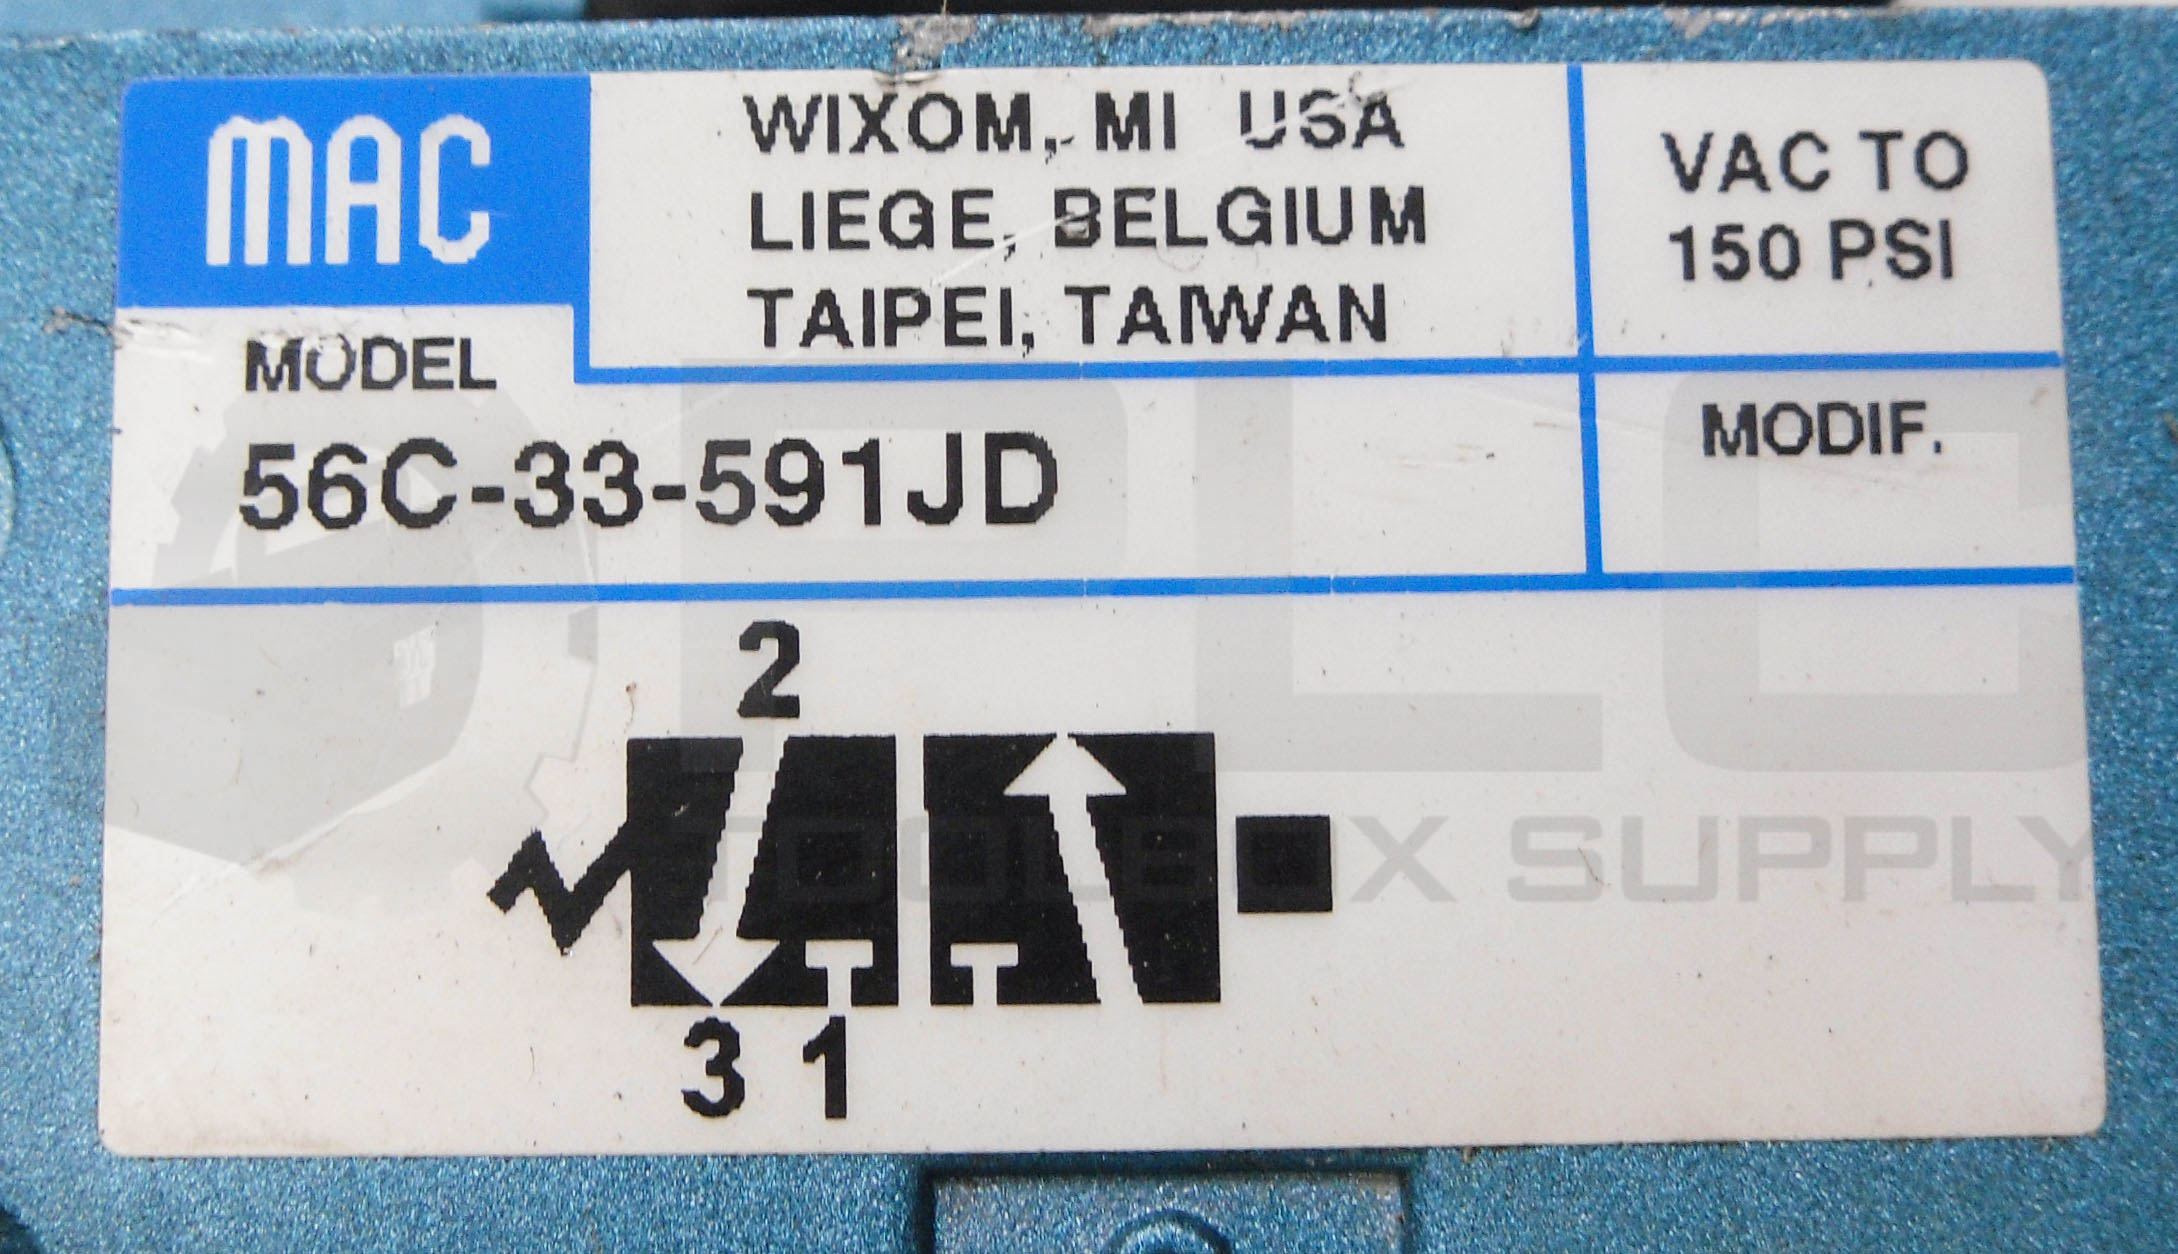 MAC
WIXOM, MI USA
LIEGE, BELGIUM
TAIPEI, TAIWAN
VAC TO
150 PSI
MODEL
56C-33-591JD
MODIF.
2
3 1
PLC
TOOLBOX SUPPLY